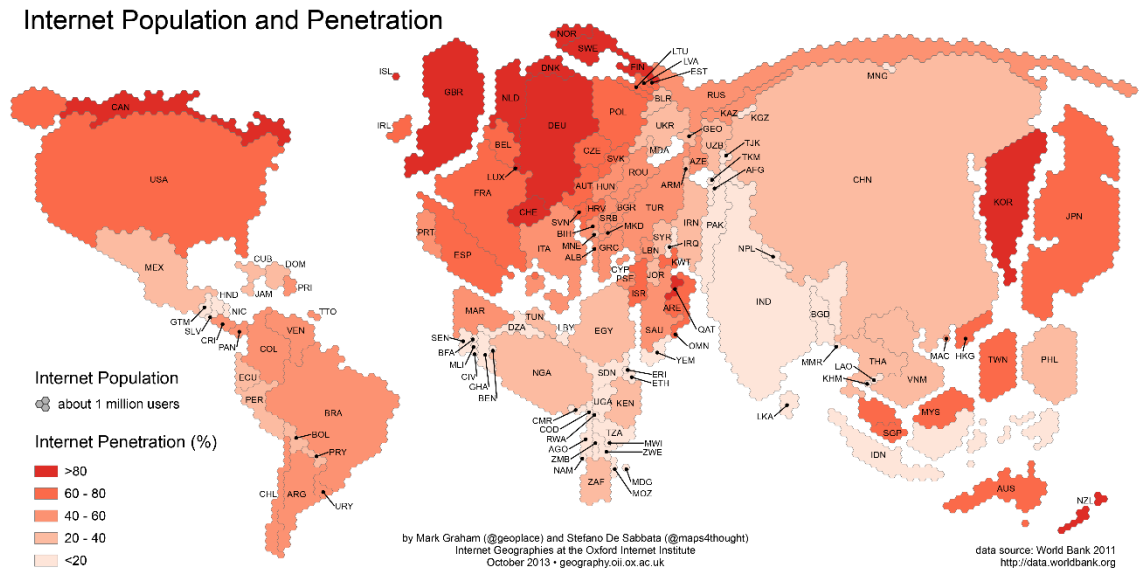 Internet Population and Penetration
NOR
SWE
LTU
LVA
EST
ISL
CAN
GBR
DNK
FIN
MNG
NLD
RUS
BLR
POL
KAZ
KGZ
IRL
DEU
UKR
GEO
BEL
CZE
MDA
UZB
TJK
SVK
AZE
TKM
USA
LUX
ROU
AFG
FRA
AUT
HUN
ARM
CHN
KOR
CHE
HRV
BGR
TUR
JPN
SVN
SRB
IRN
PAK
PRT
BIH
MKD
SYR
IRQ
NPL
ESP
ITA
MNE
GRC
LBN
ALB
KWT
MEX
CUB
DOM
CYP
PSE
JOR
PRI
ISR
HND
JAM
IND
BGD
GTM
NIC
TTO
MAR
TUN
ARE
SLV
VEN
DZA
LBY
EGY
SAU
QAT
CRI
SEN
OMN
PAN
COL
BFA
YEM
MMR
MAC
HKG
MLI
THA
TWN
PHL
CIV
SDN
ERI
LAO
ECU
CHA
NGA
ETH
KHM
VNM
BEN
PER
UGA
KEN
BRA
CMR
LKA
MYS
COD
SGP
BOL
RWA
TZA
AGO
MWI
IDN
PRY
ZMB
ZWE
NAM
MDG
ZAF
MOZ
AUS
CHL
ARG
URY
NZL
Internet Population
about 1 million users
Internet Penetration (%)
>80
60 - 80
40 - 60
20 - 40
<20
by Mark Graham (@geoplace) and Stefano De Sabbata (@maps4thought)
Internet Geographies at the Oxford Internet Institute
October 2013 • geography.oii.ox.ac.uk
data source: World Bank 2011
http://data.worldbank.org